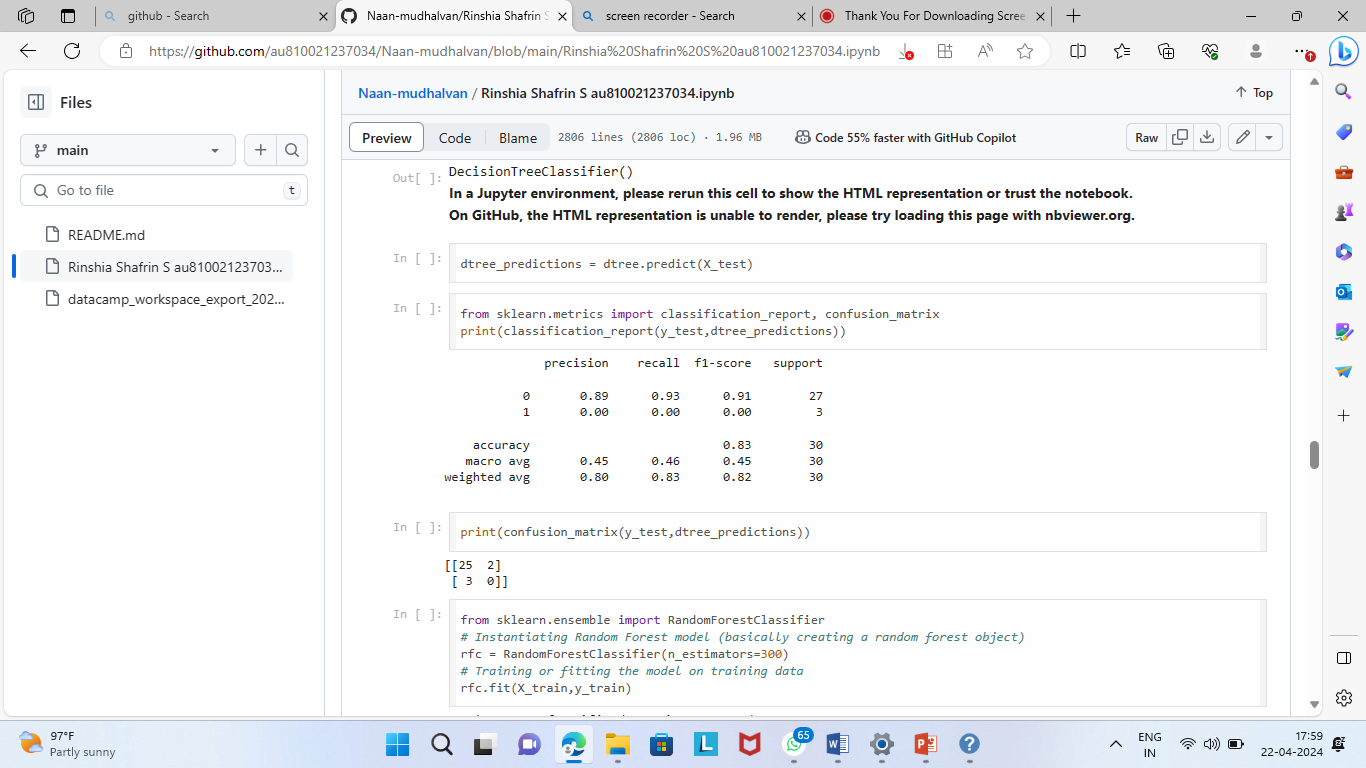 github - Search
Naan-mudhalvan/Rinshia Shafrin S
screen recorder - Search
Thank You For Downloading Scre
https://github.com/au810021237034/Naan-mudhalvan/blob/main/Rinshia%20Shafrin%20S%20au810021237034.ipynb
Files
Naan-mudhalvan / Rinshia Shafrin S au810021237034.ipynb
Top
main
Preview Code Blame 2806 lines (2806 loc) · 1.96 MB Code 55% faster with GitHub Copilot Raw
Go to file t
README.md
Rinshia Shafrin S au81002123703...
datacamp_workspace_export_202...
Out[ ]: DecisionTreeClassifier()
In a Jupyter environment, please rerun this cell to show the HTML representation or trust the notebook.
On GitHub, the HTML representation is unable to render, please try loading this page with nbviewer.org.
In [ ]: dtree_predictions = dtree.predict(X_test)
In [ ]: from sklearn.metrics import classification_report, confusion_matrix
print(classification_report(y_test,dtree_predictions))
precision recall f1-score support
0 0.89 0.93 0.91 27
1 0.00 0.00 0.00 3
accuracy 0.83 30
macro avg 0.45 0.46 0.45 30
weighted avg 0.80 0.83 0.82 30
In [ ]: print(confusion_matrix(y_test,dtree_predictions))
[[25 2]
[ 3 0]]
In [ ]: from sklearn.ensemble import RandomForestClassifier
# Instantiating Random Forest model (basically creating a random forest object)
rfc = RandomForestClassifier(n_estimators=300)
# Training or fitting the model on training data
rfc.fit(X_train,y_train)
97°F
Partly sunny
65
ENG
IN
17:59
22-04-2024